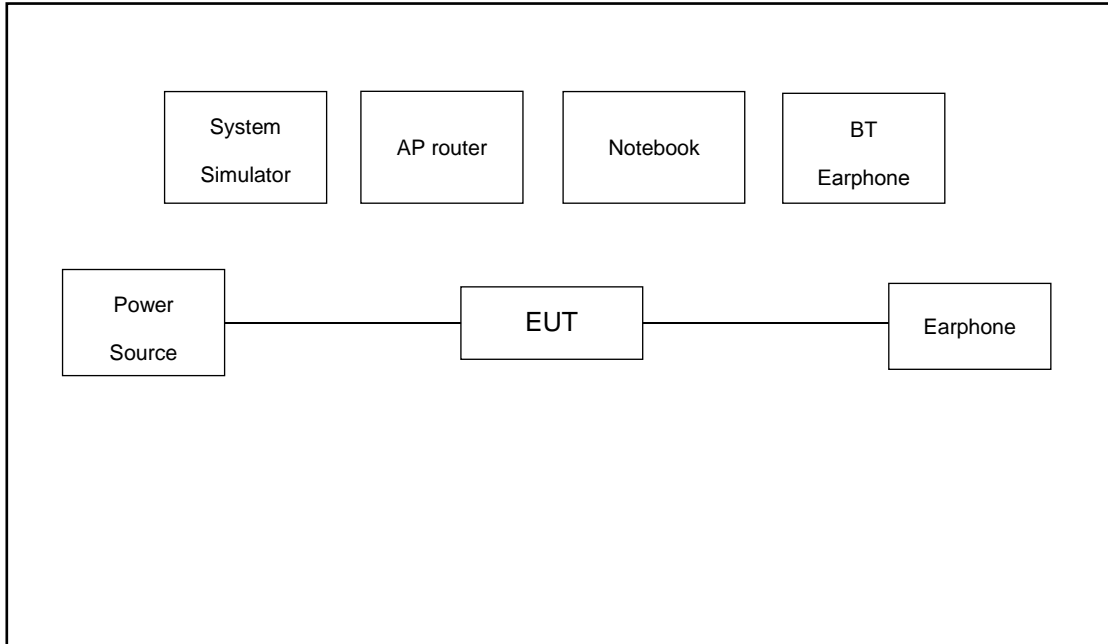 System
Simulator
AP router
Notebook
BT
Earphone
Power
Source
EUT
Earphone